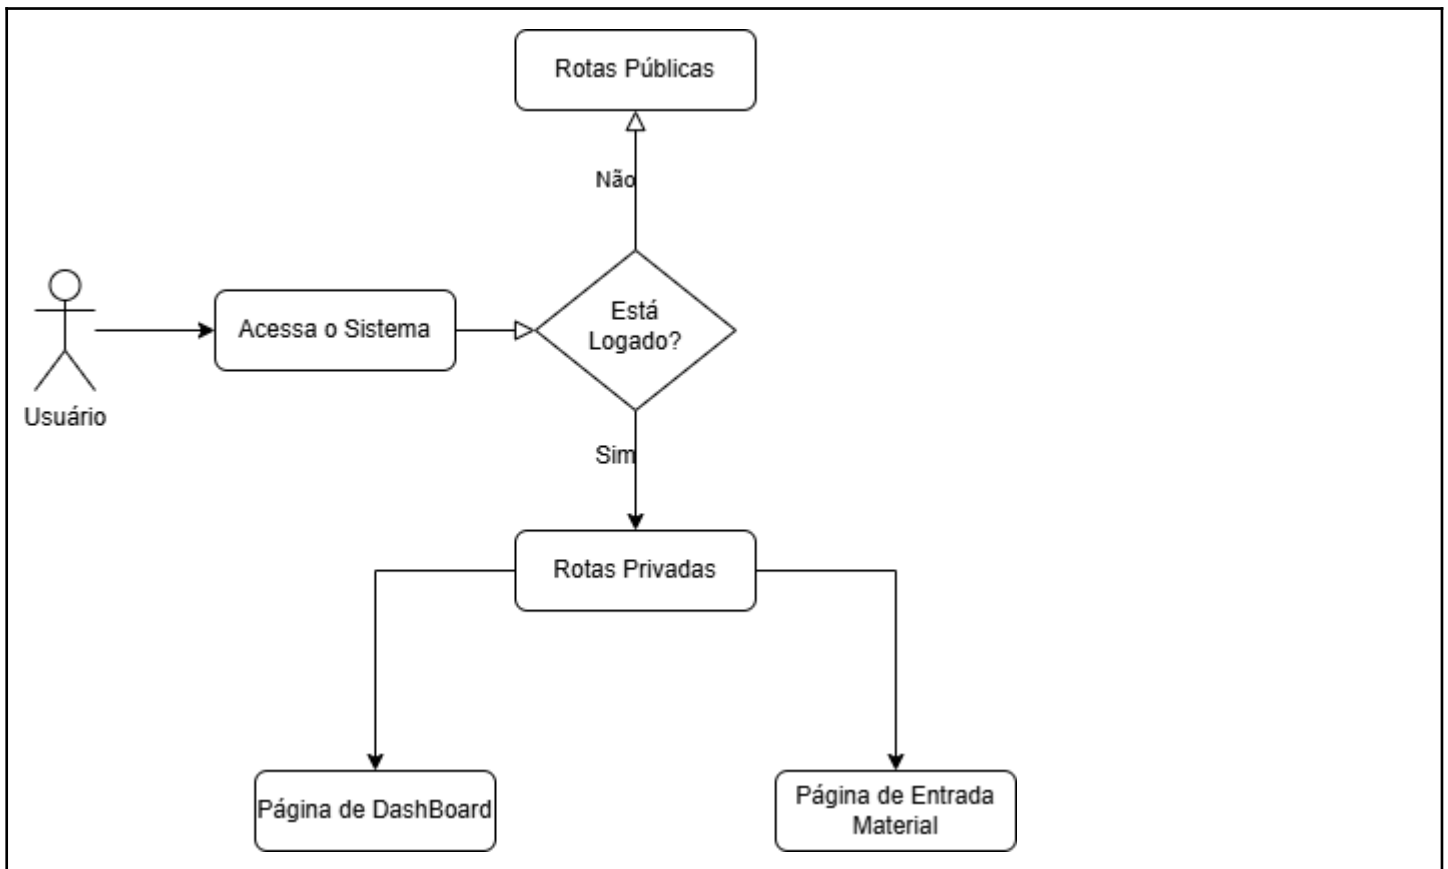 Rotas Públicas
Não
Está
Logado?
Acessa o Sistema
Usuário
Sim
Rotas Privadas
Página de DashBoard
Página de Entrada
Material